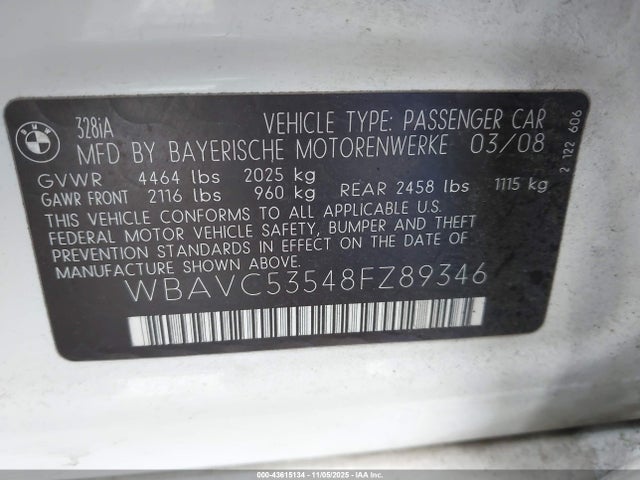 BMW
328iA VEHICLE TYPE: PASSENGER CAR
MFD BY BAYERISCHE MOTORENWERKE 03/08
GVWR 4464 lbs 2025 kg
GAWR FRONT 2116 lbs 960 kg REAR 2458 lbs 1115 kg
THIS VEHICLE CONFORMS TO ALL APPLICABLE U.S.
FEDERAL MOTOR VEHICLE SAFETY, BUMPER AND THEFT
PREVENTION STANDARDS IN EFFECT ON THE DATE OF
MANUFACTURE SHOWN ABOVE.
WBAVC53548FZ89346
2 122 606
000-43615134 - 11/05/2025 - IAA Inc.